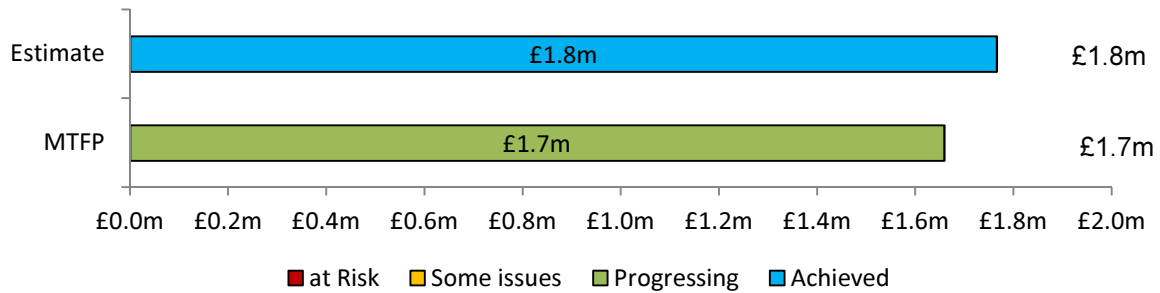 Estimate £1.8m £1.8m
MTFP £1.7m £1.7m
£0.0m £0.2m £0.4m £0.6m £0.8m £1.0m £1.2m £1.4m £1.6m £1.8m £2.0m
at Risk Some issues Progressing Achieved